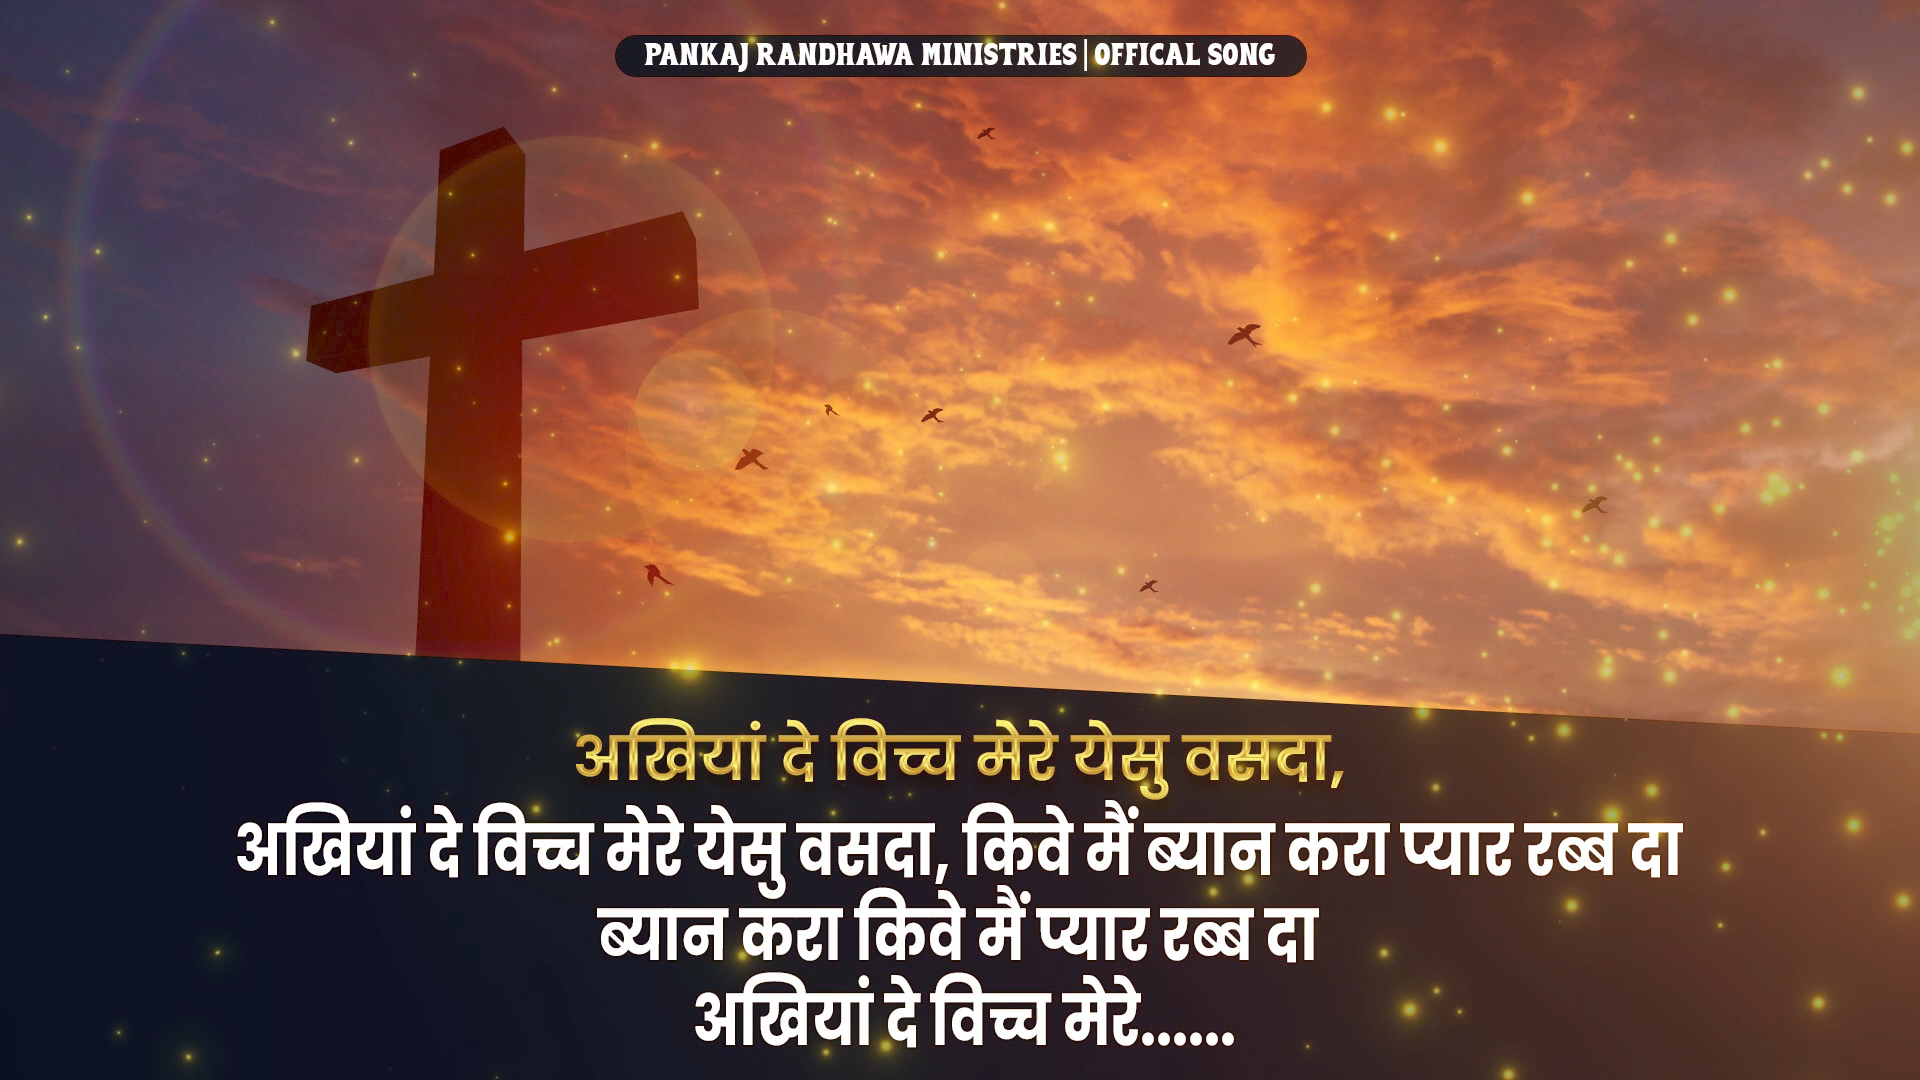 PANKAJ RANDHAWA MINISTRIES | OFFICAL SONG
अखियां दे विच्च मेरे येसु वसदा,
अखियां दे विच्च मेरे येसु वसदा, किवे मैं ब्यान करा प्यार रब्ब दा
ब्यान करा किवे मैं प्यार रब्ब दा
अखियां दे विच्च मेरे......